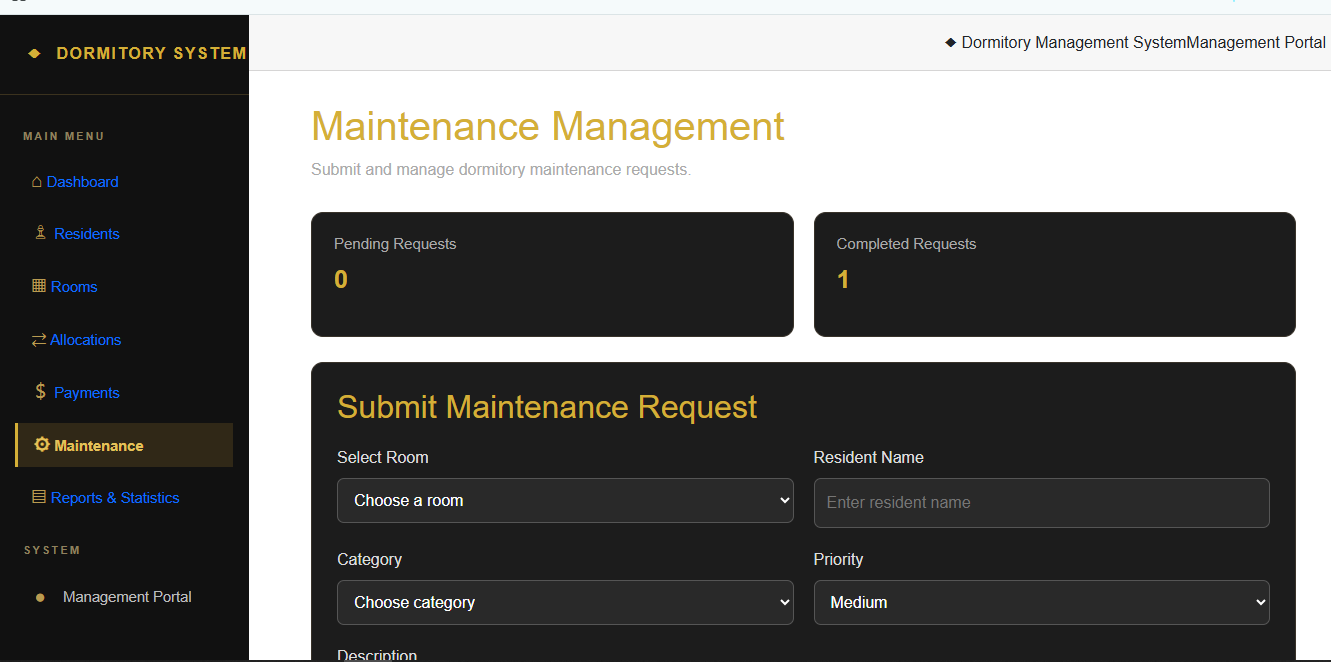 DORMITORY SYSTEM
◆ Dormitory Management SystemManagement Portal
MAIN MENU
Dashboard
Residents
Rooms
Allocations
$ Payments
Maintenance
Reports & Statistics
SYSTEM
Management Portal
Maintenance Management
Submit and manage dormitory maintenance requests.
Pending Requests
0
Completed Requests
1
Submit Maintenance Request
Select Room
Choose a room
Resident Name
Enter resident name
Category
Choose category
Priority
Medium
Description